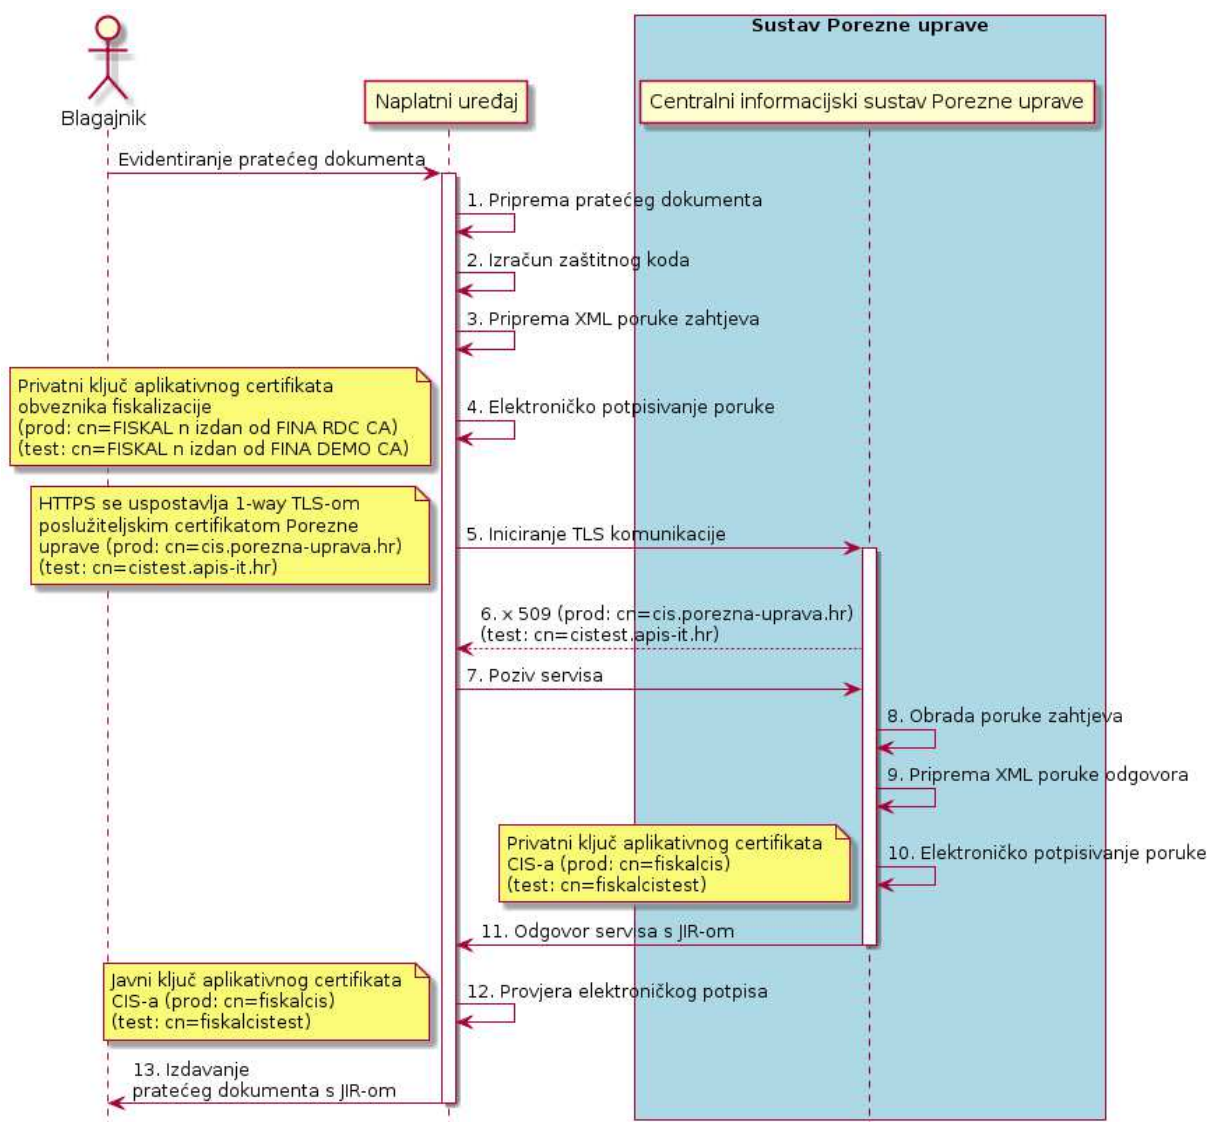 Sustav Porezne uprave
Blagajnik
Naplatni uređaj
Centralni informacijski sustav Porezne uprave
Evidentiranje pratećeg dokumenta
1. Priprema pratećeg dokumenta
2. Izračun zaštitnog koda
3. Priprema XML poruke zahtjeva
Privatni ključ aplikativnog certifikata
obveznika fiskalizacije
(prod: cn=FISKAL n izdan od FINA RDC CA)
(test: cn=FISKAL n izdan od FINA DEMO CA)
4. Elektroničko potpisivanje poruke
HTTPS se uspostavlja 1-way TLS-om
poslužiteljskim certifikatom Porezne
uprave (prod: cn=cis.porezna-uprava.hr)
(test: cn=cistest.apis-it.hr)
5. Iniciranje TLS komunikacije
6. x 509 (prod: cn=cis.porezna-uprava.hr)
(test: cn=cistest.apis-it.hr)
7. Poziv servisa
8. Obrada poruke zahtjeva
9. Priprema XML poruke odgovora
Privatni ključ aplikativnog certifikata
CIS-a (prod: cn=fiskalcis)
(test: cn=fiskalcistest)
10. Elektroničko potpisivanje poruke
11. Odgovor servisa s JIR-om
Javni ključ aplikativnog certifikata
CIS-a (prod: cn=fiskalcis)
(test: cn=fiskalcistest)
12. Provjera elektroničkog potpisa
13. Izdavanje
pratećeg dokumenta s JIR-om